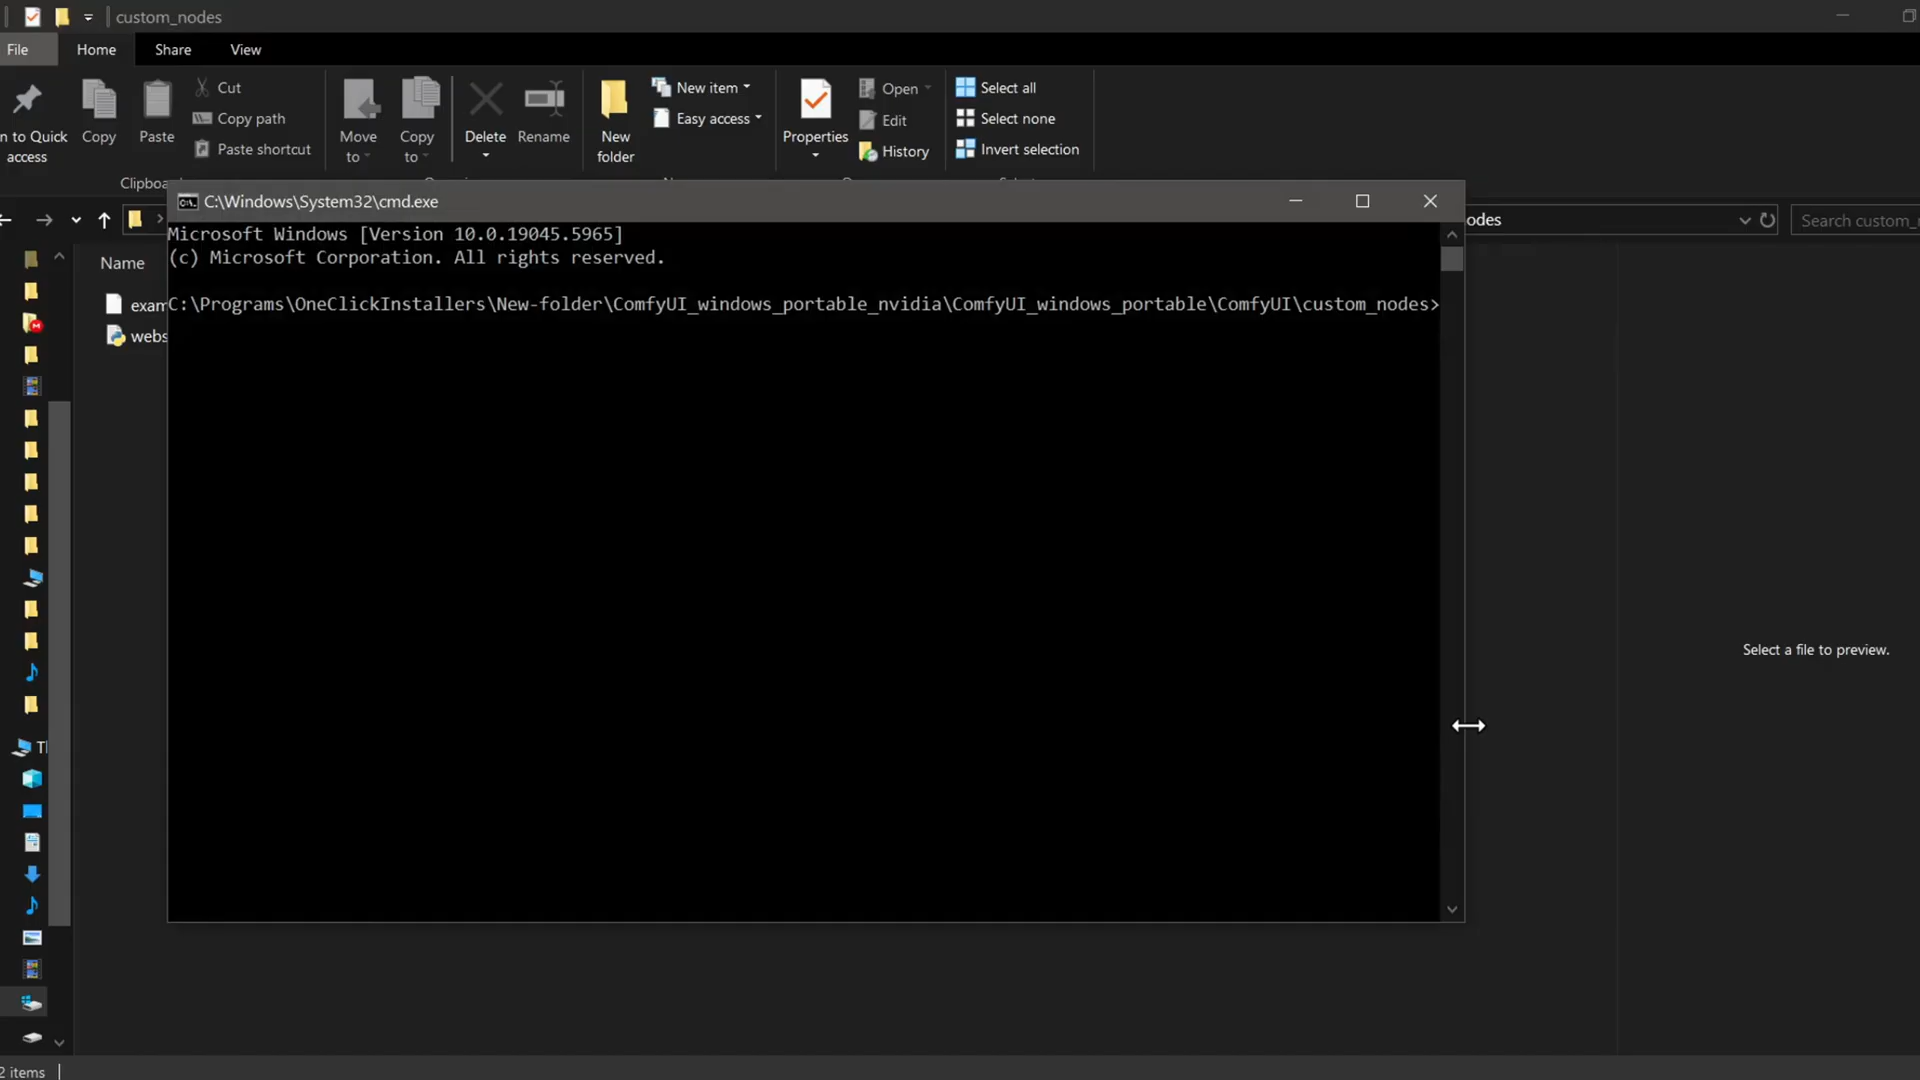 custom_nodes
File Home Share View
Cut
Copy path
Paste shortcut
n to Quick access
Copy
Paste
Move to
Copy to
Delete
Rename
New folder
New item
Easy access
Properties
Open
Edit
History
Select all
Select none
Invert selection
C:\Windows\System32\cmd.exe
odes
Search custom_
Microsoft Windows [Version 10.0.19045.5965]
(c) Microsoft Corporation. All rights reserved.
Name
exam
C:\Programs\OneClickInstallers\New-folder\ComfyUI_windows_portable_nvidia\ComfyUI_windows_portable\ComfyUI\custom_nodes>
webs
Select a file to preview.
2 items